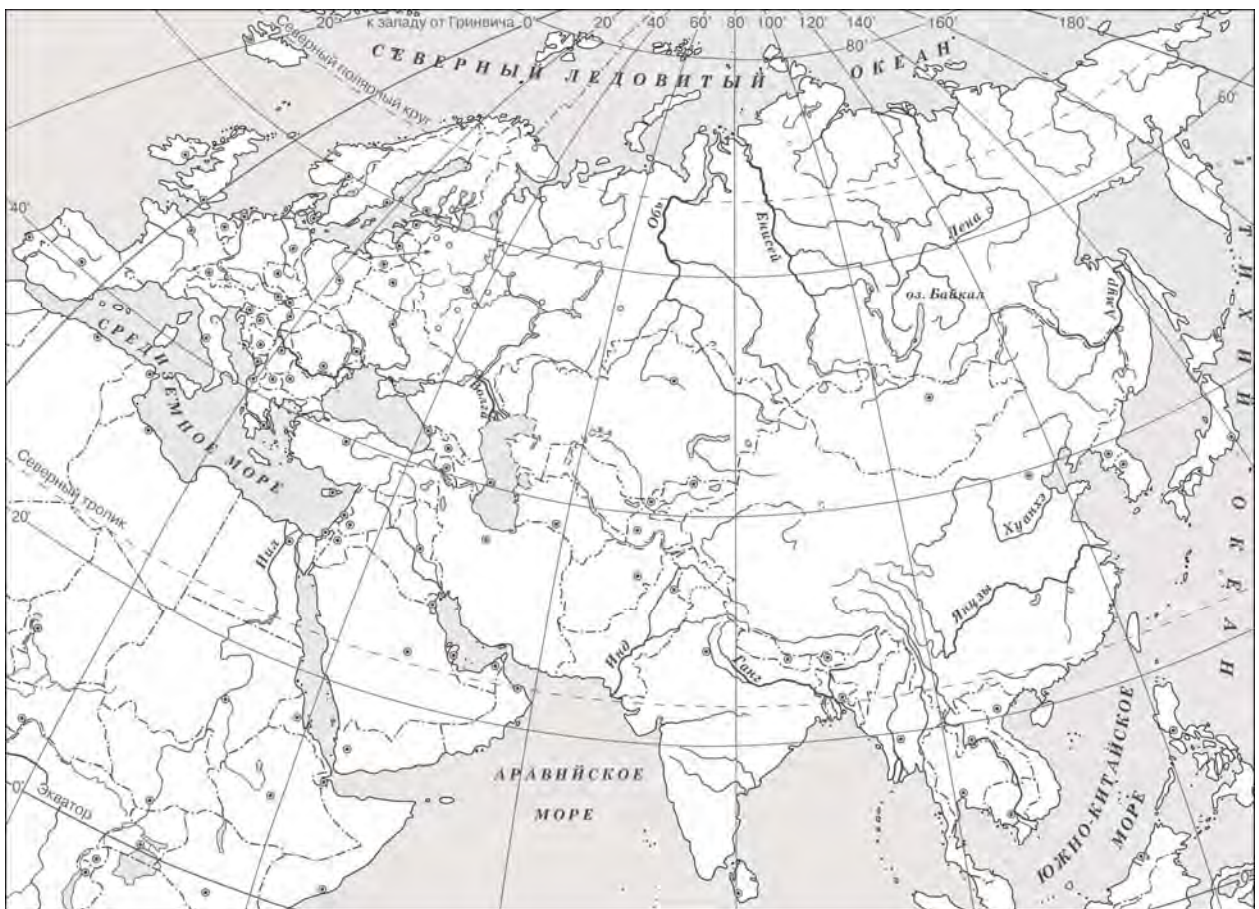 20°
к западу от Гринвича
0°
20°
40°
60°
80°
100°
120°
140°
160°
180°
80°
60°
СЕВЕРНЫЙ ЛЕДОВИТЫЙ ОКЕАН
Северный полярный круг
40°
Обь
Енисей
Лена
оз. Байкал
Амур
ТИХИЙ ОКЕАН
СРЕДИЗЕМНОЕ МОРЕ
Волга
Северный тропик
20°
Нил
Хуанхэ
Янцзы
Инд
Ганг
АРАВИЙСКОЕ
МОРЕ
ЮЖНО-КИТАЙСКОЕ
МОРЕ
0°
Экватор
0°